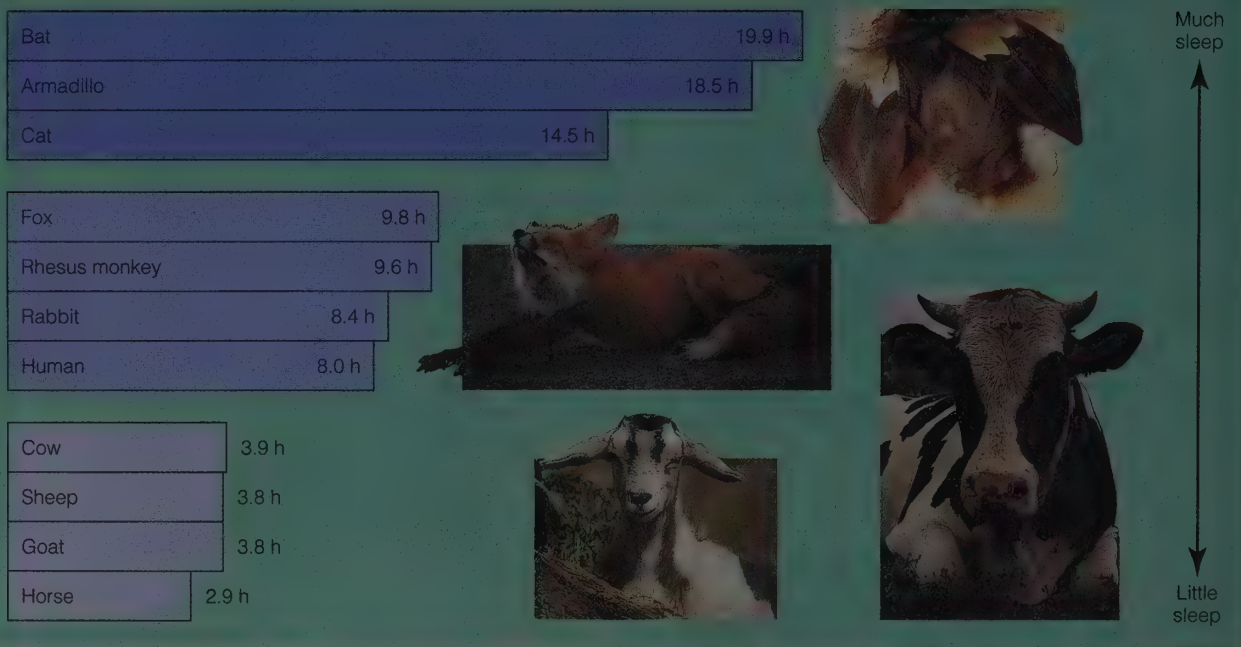 Bat 19.9 h
Armadillo 18.5 h
Cat 14.5 h
Fox 9.8 h
Rhesus monkey 9.6 h
Rabbit 8.4 h
Human 8.0 h
Cow 3.9 h
Sheep 3.8 h
Goat 3.8 h
Horse 2.9 h
Much
sleep
Little
sleep